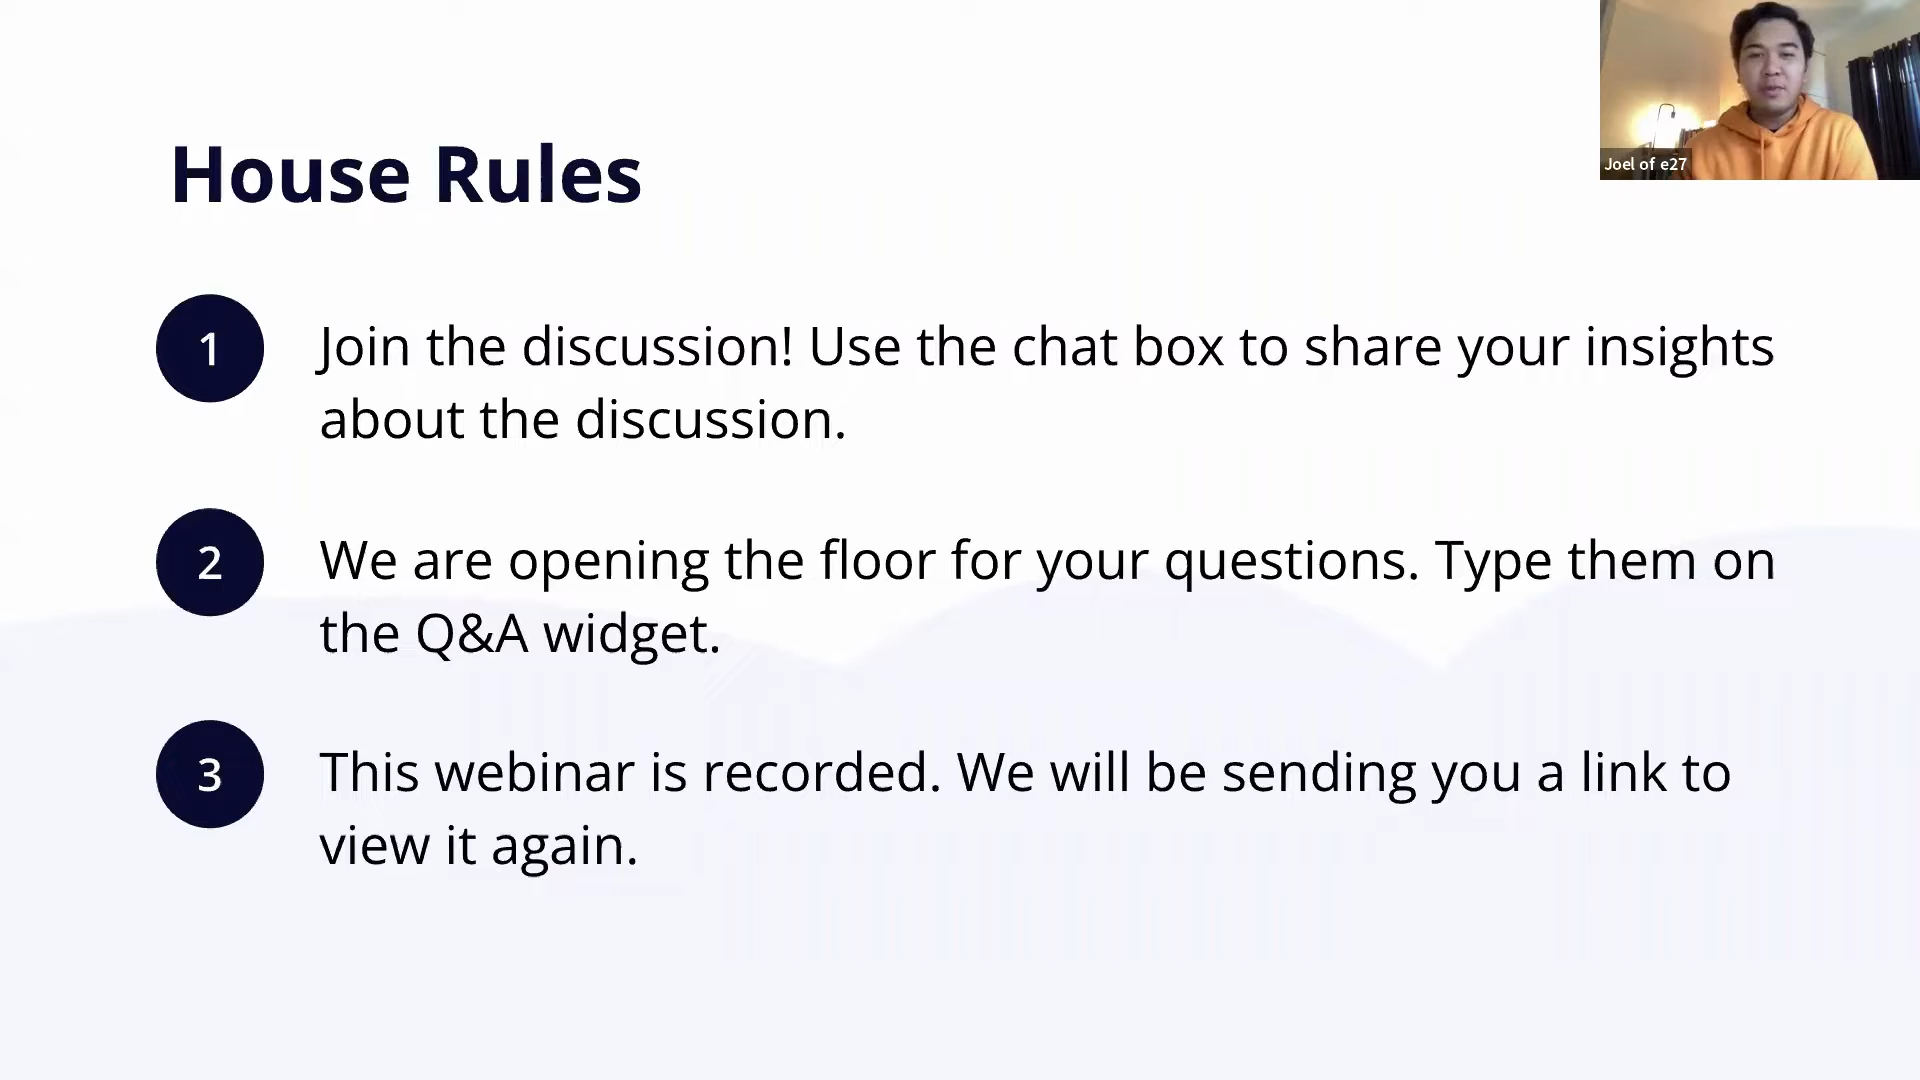 House Rules
Joel of e27
1
Join the discussion! Use the chat box to share your insights
about the discussion.
2
We are opening the floor for your questions. Type them on
the Q&A widget.
3
This webinar is recorded. We will be sending you a link to
view it again.